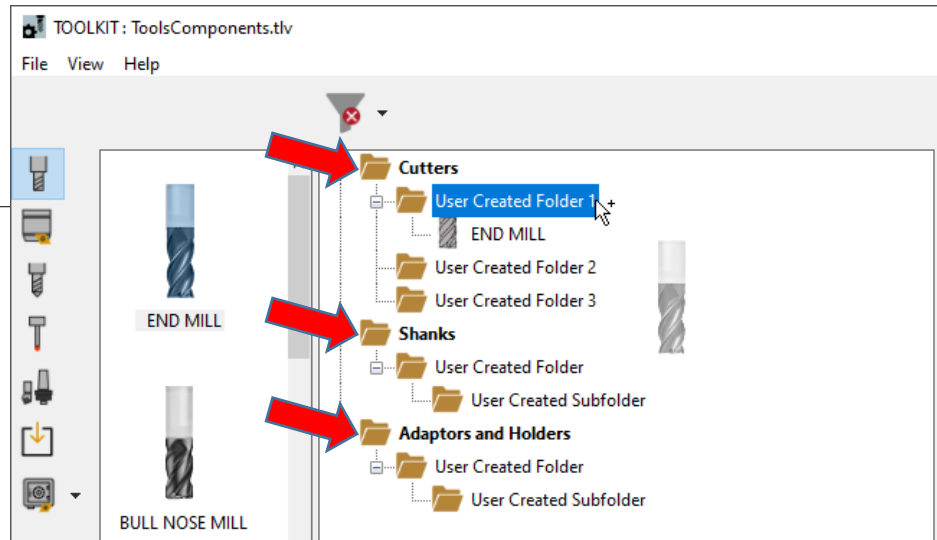 TOOLKIT : ToolsComponents.tlv
File View Help
Cutters
User Created Folder 1
END MILL
User Created Folder 2
User Created Folder 3
Shanks
User Created Folder
User Created Subfolder
Adaptors and Holders
User Created Folder
User Created Subfolder
END MILL
BULL NOSE MILL